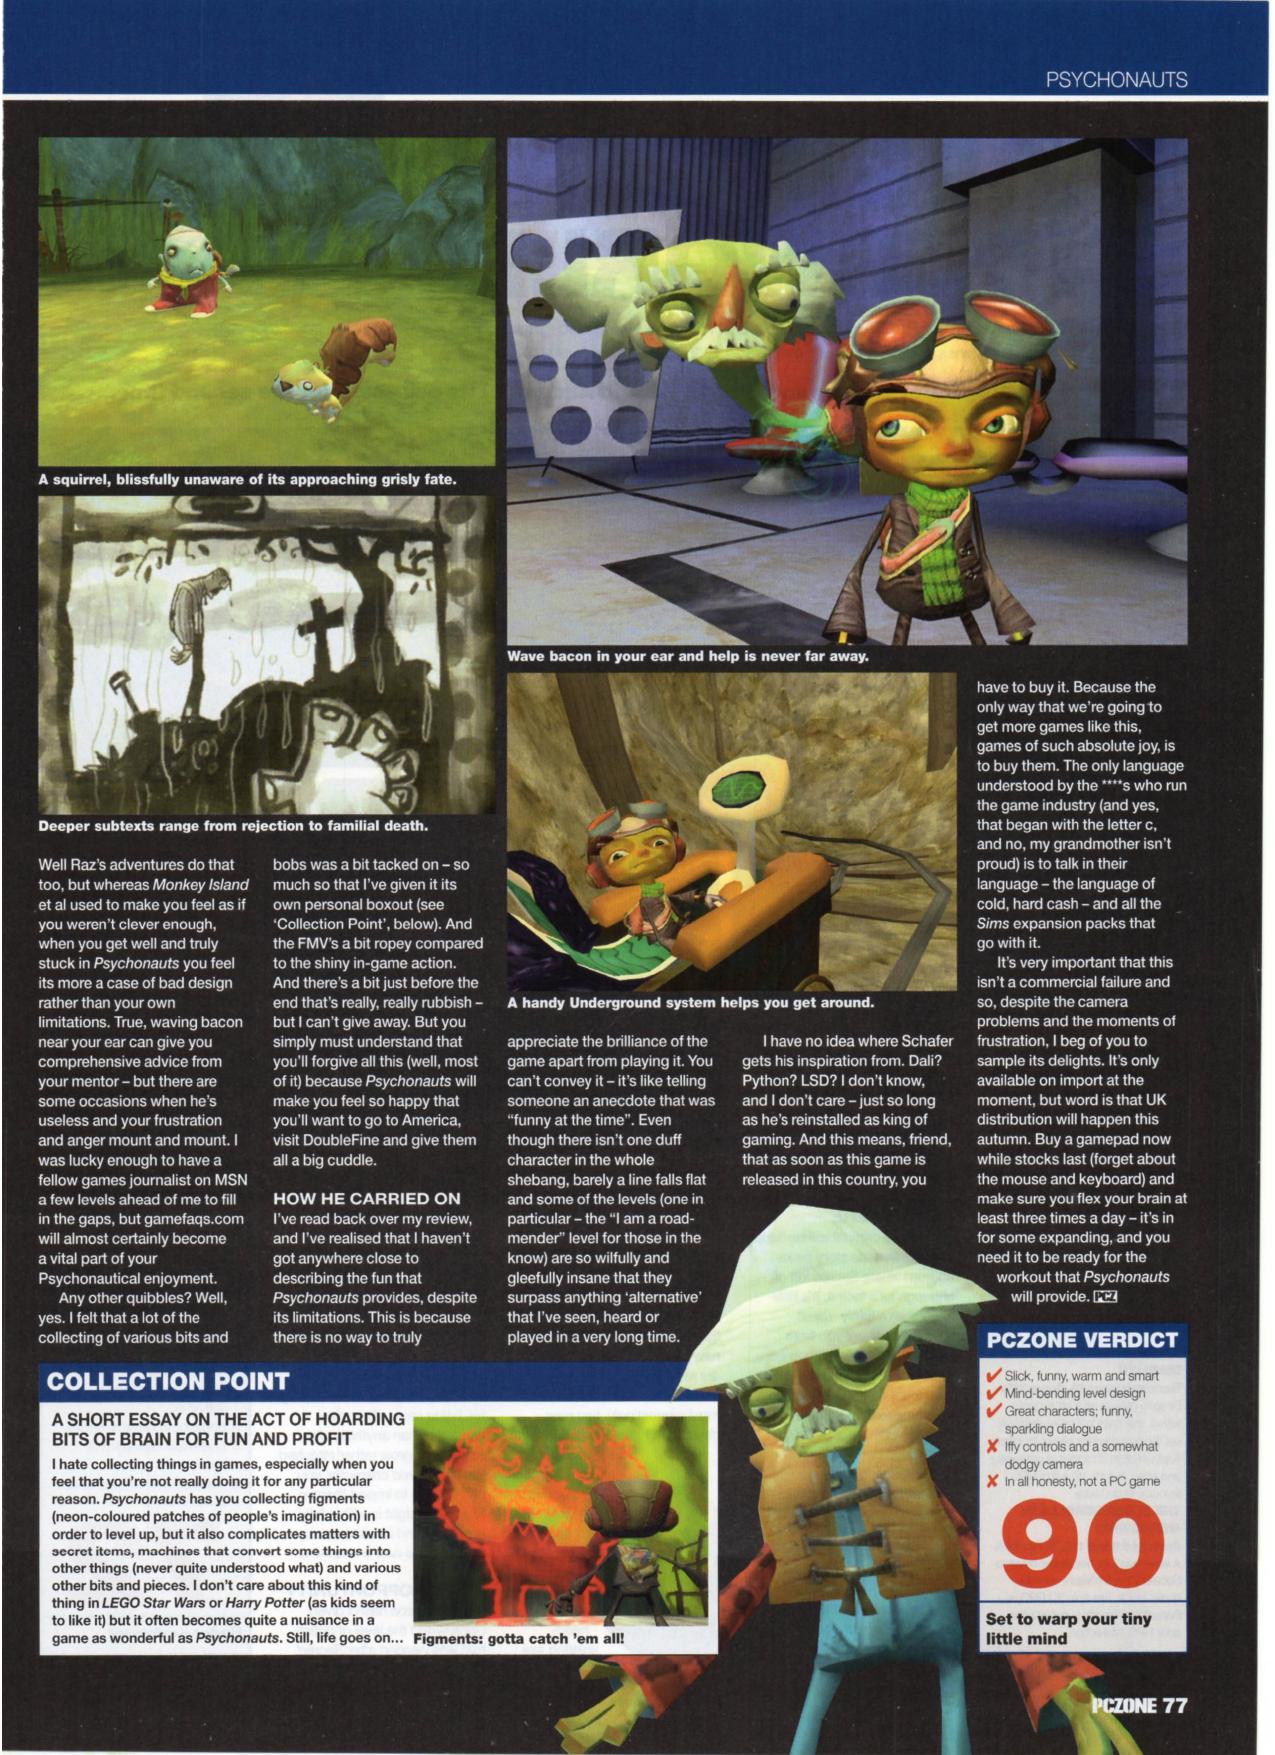 PSYCHONAUTS
A squirrel, blissfully unaware of its approaching grisly fate.
Wave bacon in your ear and help is never far away.
Deeper subtexts range from rejection to familial death.
A handy Underground system helps you get around.
Well Raz's adventures do that
too, but whereas Monkey Island
et al used to make you feel as if
you weren't clever enough,
when you get well and truly
stuck in Psychonauts you feel
its more a case of bad design
rather than your own
limitations. True, waving bacon
near your ear can give you
comprehensive advice from
your mentor – but there are
some occasions when he's
useless and your frustration
and anger mount and mount. I
was lucky enough to have a
fellow games journalist on MSN
a few levels ahead of me to fill
in the gaps, but gamefaqs.com
will almost certainly become
a vital part of your
Psychonautical enjoyment.
Any other quibbles? Well,
yes. I felt that a lot of the
collecting of various bits and
bobs was a bit tacked on – so
much so that I've given it its
own personal boxout (see
'Collection Point', below). And
the FMV's a bit ropey compared
to the shiny in-game action.
And there's a bit just before the
end that's really, really rubbish –
but I can't give away. But you
simply must understand that
you'll forgive all this (well, most
of it) because Psychonauts will
make you feel so happy that
you'll want to go to America,
visit DoubleFine and give them
all a big cuddle.
HOW HE CARRIED ON
I've read back over my review,
and I've realised that I haven't
got anywhere close to
describing the fun that
Psychonauts provides, despite
its limitations. This is because
there is no way to truly
appreciate the brilliance of the
game apart from playing it. You
can't convey it – it's like telling
someone an anecdote that was
"funny at the time". Even
though there isn't one duff
character in the whole
shebang, barely a line falls flat
and some of the levels (one in
particular – the "I am a road-
mender" level for those in the
know) are so wilfully and
gleefully insane that they
surpass anything 'alternative'
that I've seen, heard or
played in a very long time.
I have no idea where Schafer
gets his inspiration from. Dali?
Python? LSD? I don't know,
and I don't care – just so long
as he's reinstalled as king of
gaming. And this means, friend,
that as soon as this game is
released in this country, you
have to buy it. Because the
only way that we're going to
get more games like this,
games of such absolute joy, is
to buy them. The only language
understood by the ****s who run
the game industry (and yes,
that began with the letter c,
and no, my grandmother isn't
proud) is to talk in their
language – the language of
cold, hard cash – and all the
Sims expansion packs that
go with it.
It's very important that this
isn't a commercial failure and
so, despite the camera
problems and the moments of
frustration, I beg of you to
sample its delights. It's only
available on import at the
moment, but word is that UK
distribution will happen this
autumn. Buy a gamepad now
while stocks last (forget about
the mouse and keyboard) and
make sure you flex your brain at
least three times a day – it's in
for some expanding, and you
need it to be ready for the
workout that Psychonauts
will provide. PCZ
COLLECTION POINT
A SHORT ESSAY ON THE ACT OF HOARDING
BITS OF BRAIN FOR FUN AND PROFIT
I hate collecting things in games, especially when you
feel that you're not really doing it for any particular
reason. Psychonauts has you collecting figments
(neon-coloured patches of people's imagination) in
order to level up, but it also complicates matters with
secret items, machines that convert some things into
other things (never quite understood what) and various
other bits and pieces. I don't care about this kind of
thing in LEGO Star Wars or Harry Potter (as kids seem
to like it) but it often becomes quite a nuisance in a
game as wonderful as Psychonauts. Still, life goes on...
Figments: gotta catch 'em all!
PCZONE VERDICT
✓ Slick, funny, warm and smart
✓ Mind-bending level design
✓ Great characters; funny,
sparkling dialogue
✗ Iffy controls and a somewhat
dodgy camera
✗ In all honesty, not a PC game
90
Set to warp your tiny
little mind
PCZONE 77